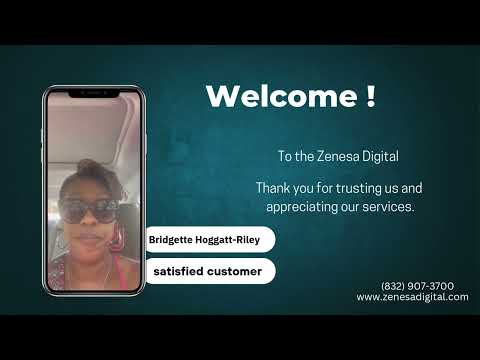 Welcome !
To the Zenesa Digital
Thank you for trusting us and
appreciating our services.
Bridgette Hoggatt-Riley
satisfied customer
(832) 907-3700
www.zenesadigital.com